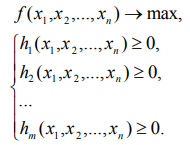 f(x₁,x₂,...,xₙ) → max,
h₁(x₁,x₂,...,xₙ) ≥ 0,
h₂(x₁,x₂,...,xₙ) ≥ 0,
...
hₘ(x₁,x₂,...,xₙ) ≥ 0.